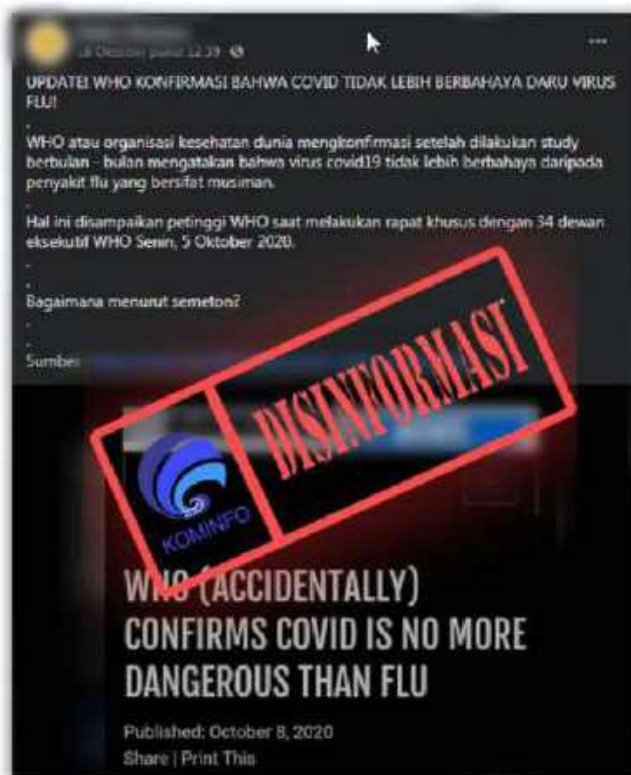 Oktober pukul 12.39
UPDATE! WHO KONFIRMASI BAHWA COVID TIDAK LEBIH BERBAHAYA DARU VIRUS
FLU!
.
WHO atau organisasi kesehatan dunia mengkonfirmasi setelah dilakukan study
berbulan - bulan mengatakan bahwa virus covid19 tidak lebih berbahaya daripada
penyakit flu yang bersifat musiman.
.
Hal ini disampaikan petinggi WHO saat melakukan rapat khusus dengan 34 dewan
eksekutif WHO Senin, 5 Oktober 2020.
.
.
Bagaimana menurut semeton?
.
.
Sumber
DISINFORMASI
KOMINFO
WHO (ACCIDENTALLY)
CONFIRMS COVID IS NO MORE
DANGEROUS THAN FLU
Published: October 8, 2020
Share | Print This